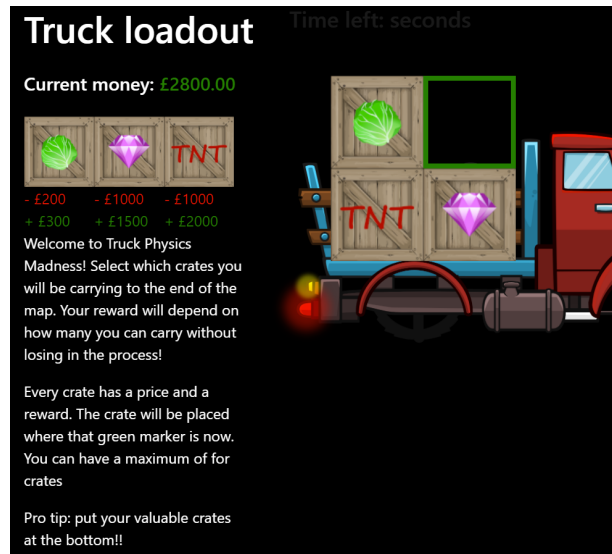 Truck loadout
Time left: seconds
Current money: £2800.00
TNT
- £200 - £1000 - £1000
+ £300 + £1500 + £2000
TNT
Welcome to Truck Physics
Madness! Select which crates you
will be carrying to the end of the
map. Your reward will depend on
how many you can carry without
losing in the process!
Every crate has a price and a
reward. The crate will be placed
where that green marker is now.
You can have a maximum of for
crates
Pro tip: put your valuable crates
at the bottom!!